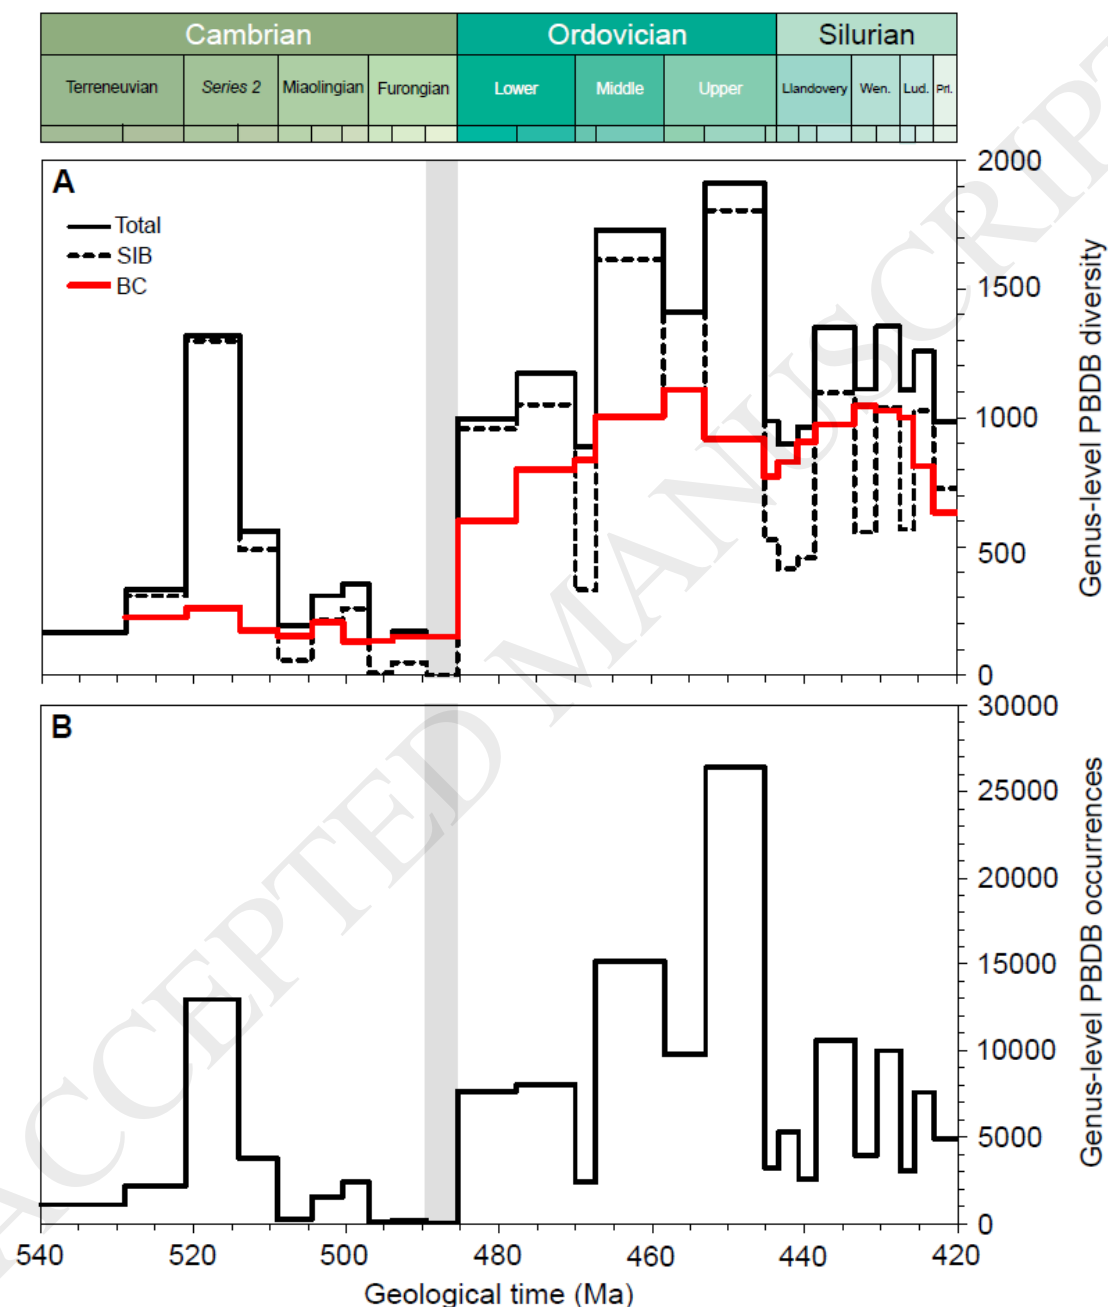 Cambrian Ordovician Silurian
Terreneuvian Series 2 Miaolingian Furongian Lower Middle Upper Llandovery Wen. Lud. Prl.
A
Total
SIB
BC
2000
1500
1000
500
0
Genus-level PBDB diversity
B
30000
25000
20000
15000
10000
5000
0
Genus-level PBDB occurrences
540 520 500 480 460 440 420
Geological time (Ma)
ACCEPTED MANUSCRIPT